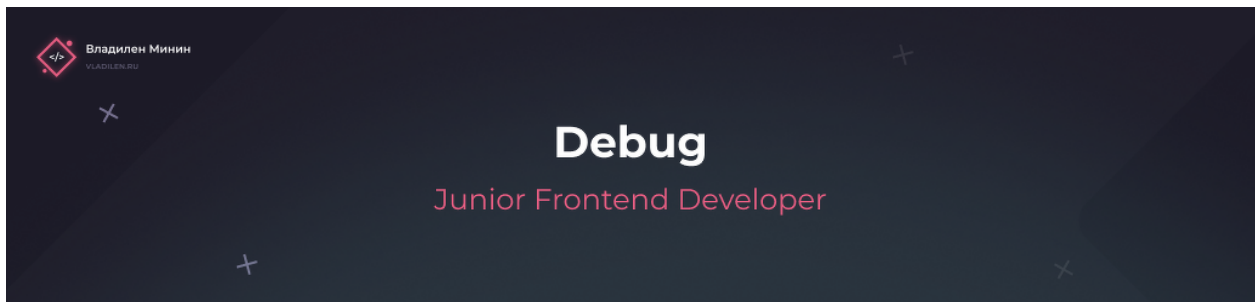 </>
Владилен Минин
VLADILEN.RU
Debug
Junior Frontend Developer